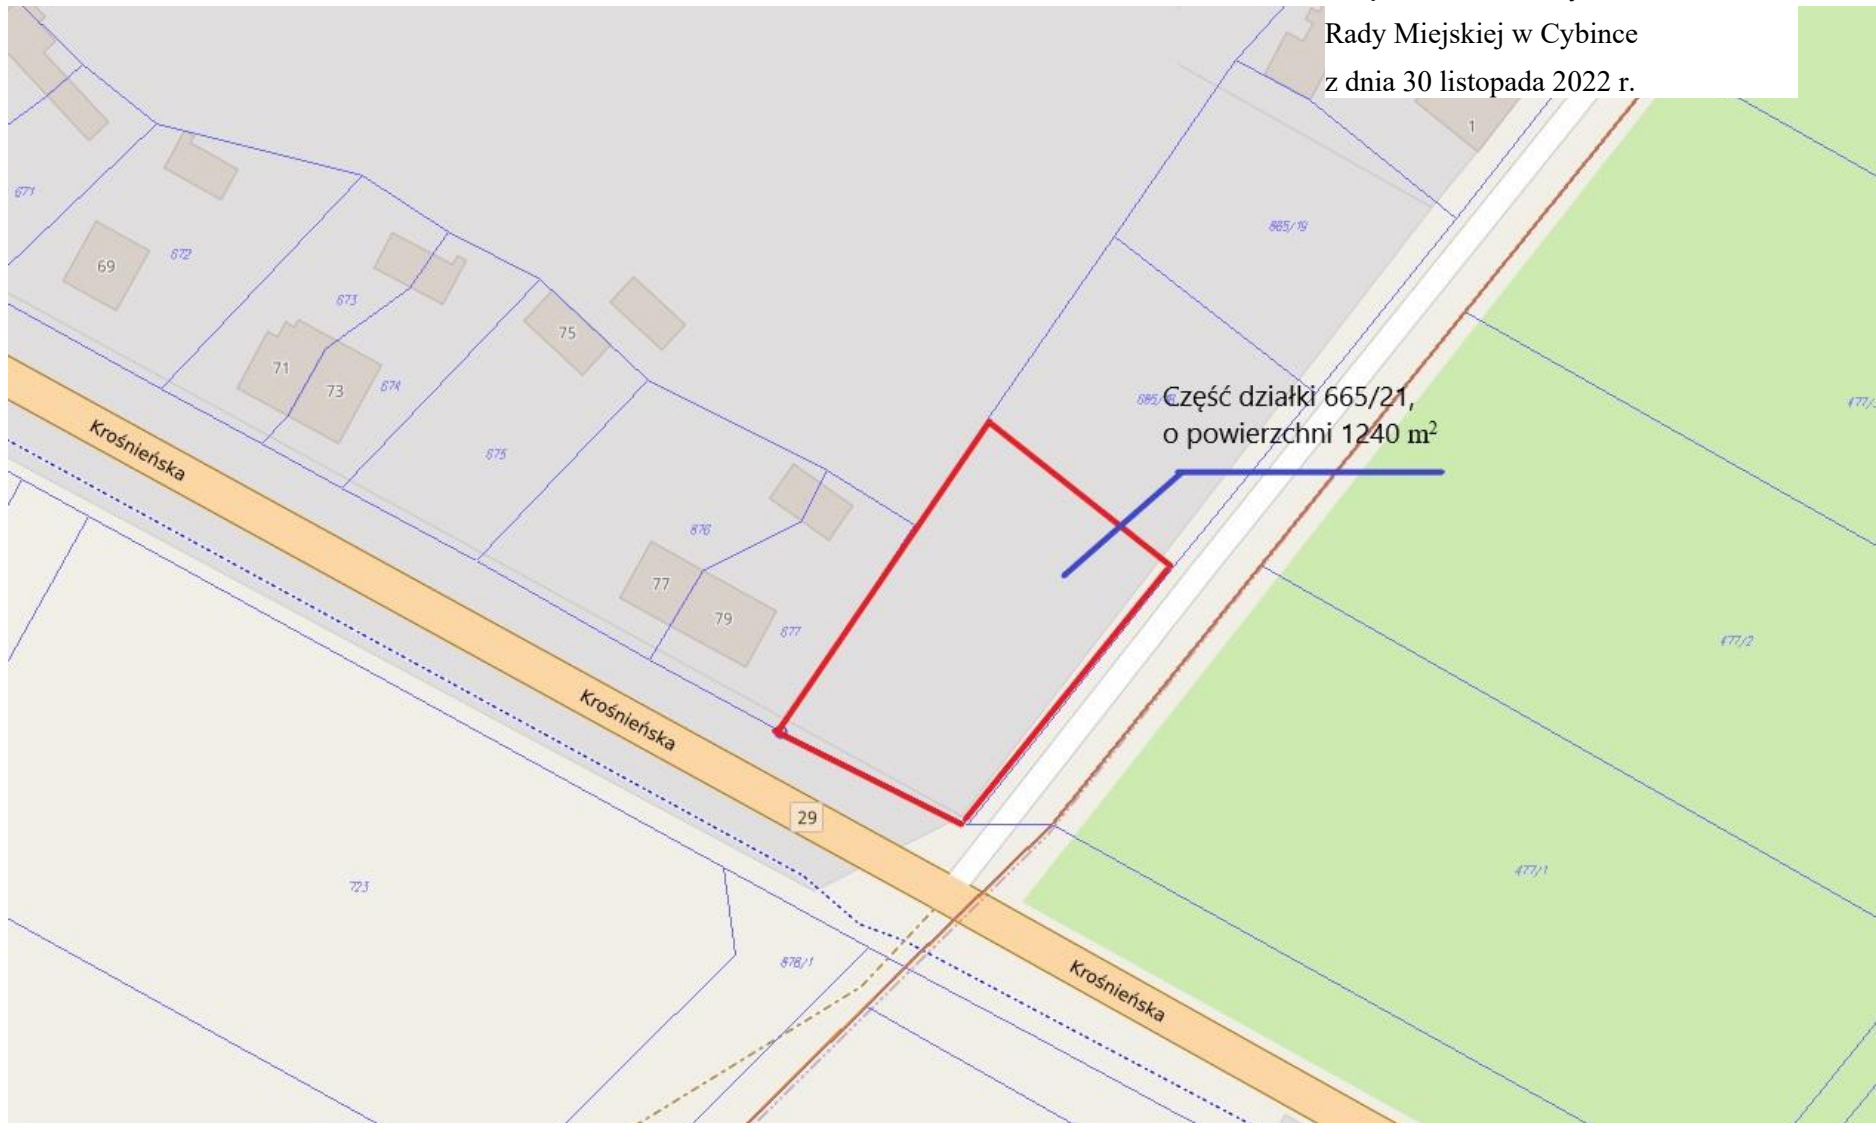 Rady Miejskiej w Cybince
z dnia 30 listopada 2022 r.
1
671
672
69
673
71
73
674
75
675
676
77
79
677
865/19
Część działki 665/21,
o powierzchni 1240 m²
477/2
477/1
Krośnieńska
Krośnieńska
29
Krośnieńska
723
878/1